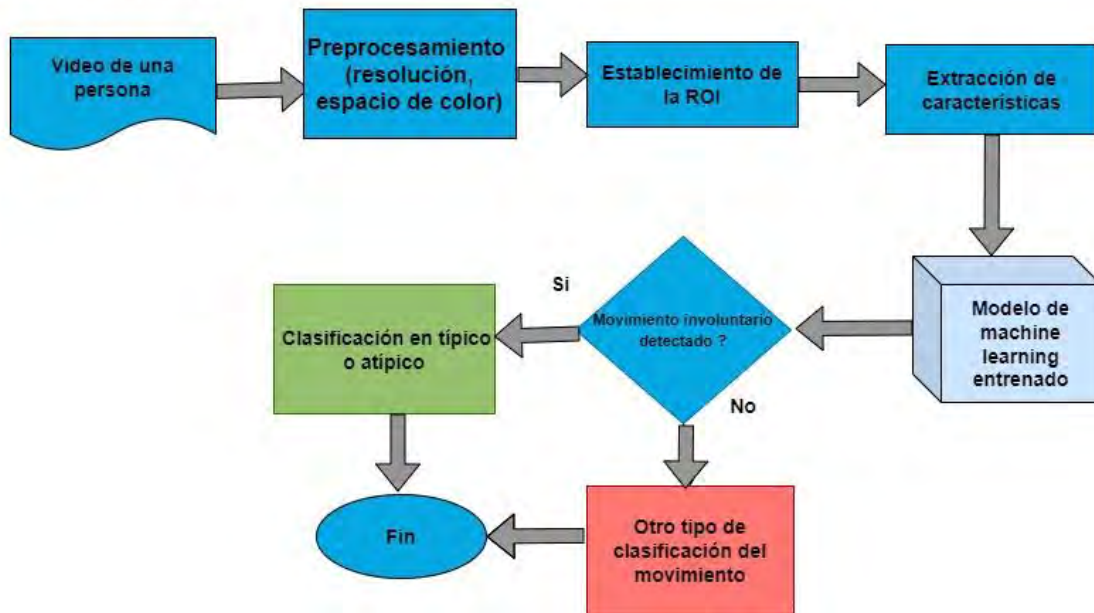 Video de una
persona
Preprocesamiento
(resolución,
espacio de color)
Establecimiento de
la ROI
Extracción de
características
Modelo de
machine
learning
entrenado
Movimiento involuntario
detectado ?
Si
Clasificación en típico
o atípico
No
Otro tipo de
clasificación del
movimiento
Fin